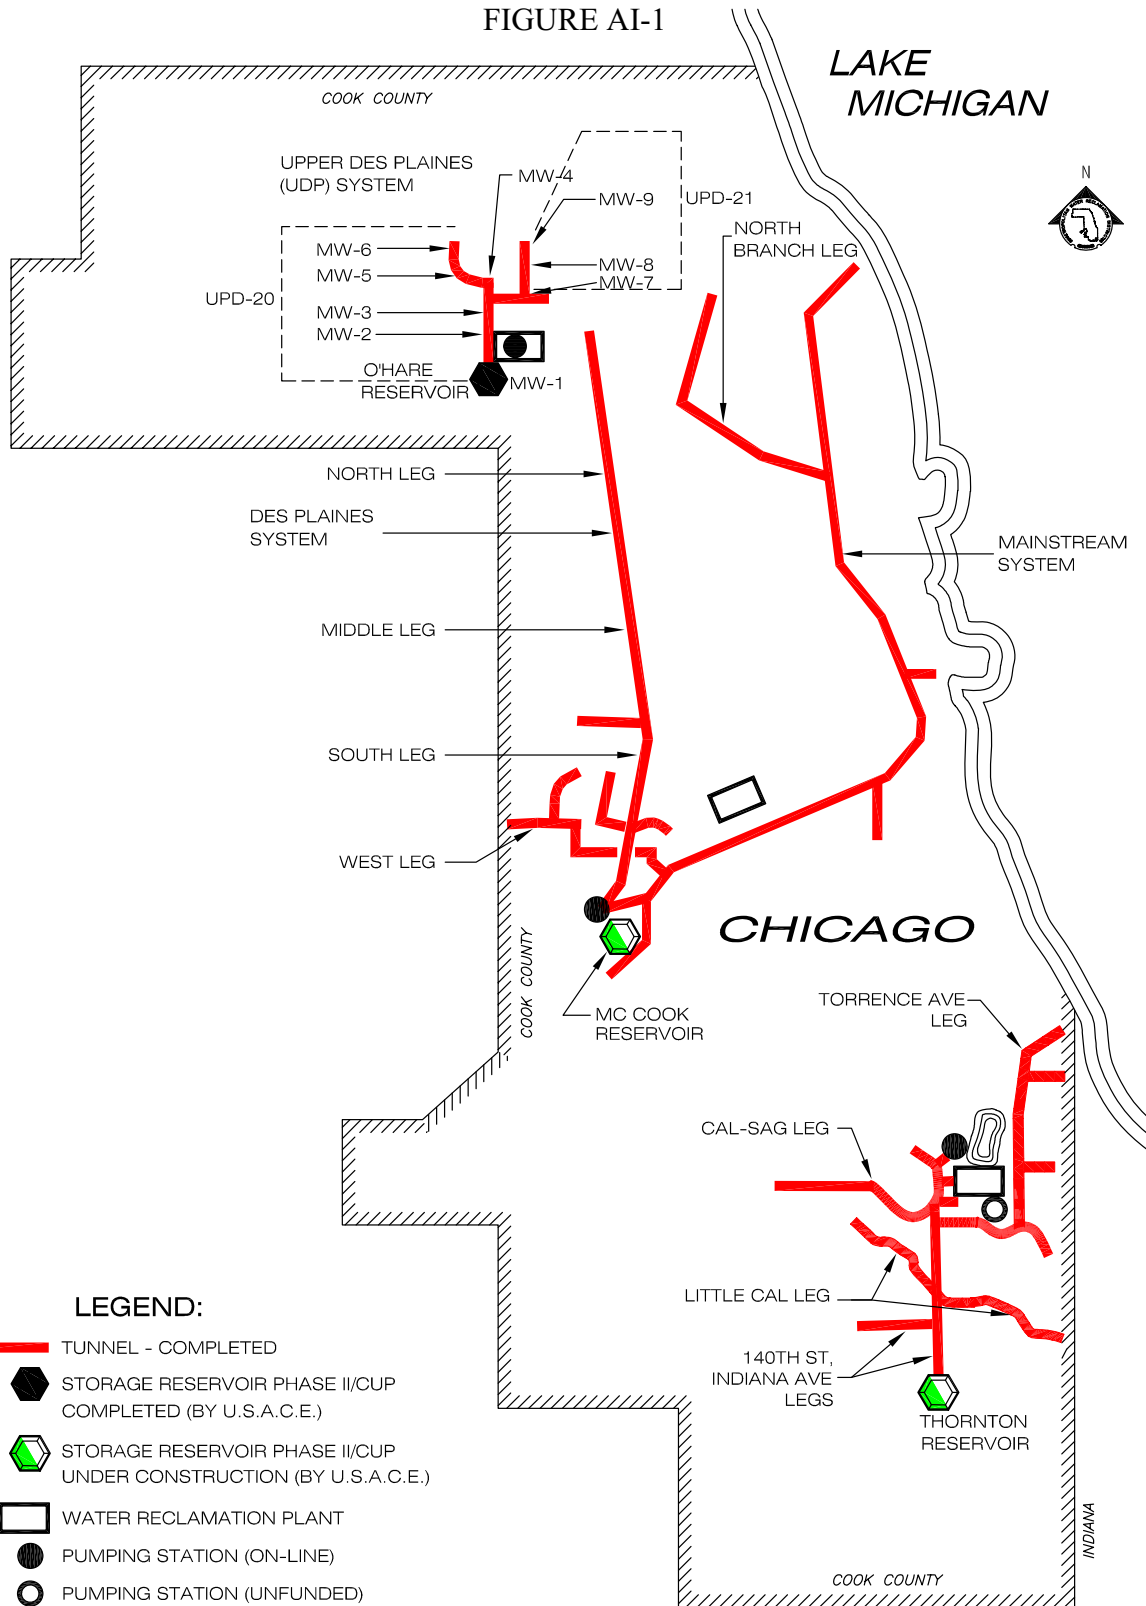 FIGURE AI-1
LAKE
MICHIGAN
COOK COUNTY
N
UPPER DES PLAINES
(UDP) SYSTEM
MW-4
MW-9
UPD-21
NORTH
BRANCH LEG
MW-6
MW-5
MW-8
MW-7
UPD-20
MW-3
MW-2
O'HARE
RESERVOIR
MW-1
NORTH LEG
DES PLAINES
SYSTEM
MAINSTREAM
SYSTEM
MIDDLE LEG
SOUTH LEG
WEST LEG
CHICAGO
COOK COUNTY
MC COOK
RESERVOIR
TORRENCE AVE
LEG
CAL-SAG LEG
LITTLE CAL LEG
140TH ST,
INDIANA AVE
LEGS
THORNTON
RESERVOIR
INDIANA
COOK COUNTY
LEGEND:
TUNNEL - COMPLETED
STORAGE RESERVOIR PHASE II/CUP
COMPLETED (BY U.S.A.C.E.)
STORAGE RESERVOIR PHASE II/CUP
UNDER CONSTRUCTION (BY U.S.A.C.E.)
WATER RECLAMATION PLANT
PUMPING STATION (ON-LINE)
PUMPING STATION (UNFUNDED)